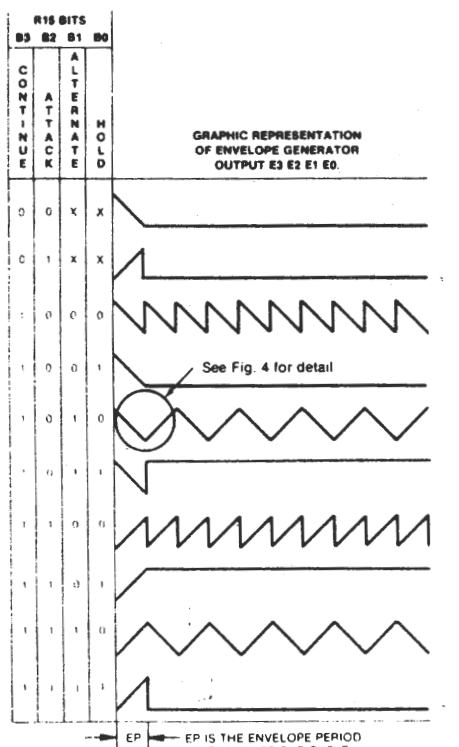 R15 BITS
B3 B2 B1 B0
CONTINUE
ATTACK
ALTERNATE
HOLD
GRAPHIC REPRESENTATION
OF ENVELOPE GENERATOR
OUTPUT E3 E2 E1 E0.
0 0 X X
0 1 X X
1 0 0 0
1 0 0 1
See Fig. 4 for detail
1 0 1 0
1 0 1 1
1 1 0 0
1 1 0 1
1 1 1 0
1 1 1 1
EP
EP IS THE ENVELOPE PERIOD